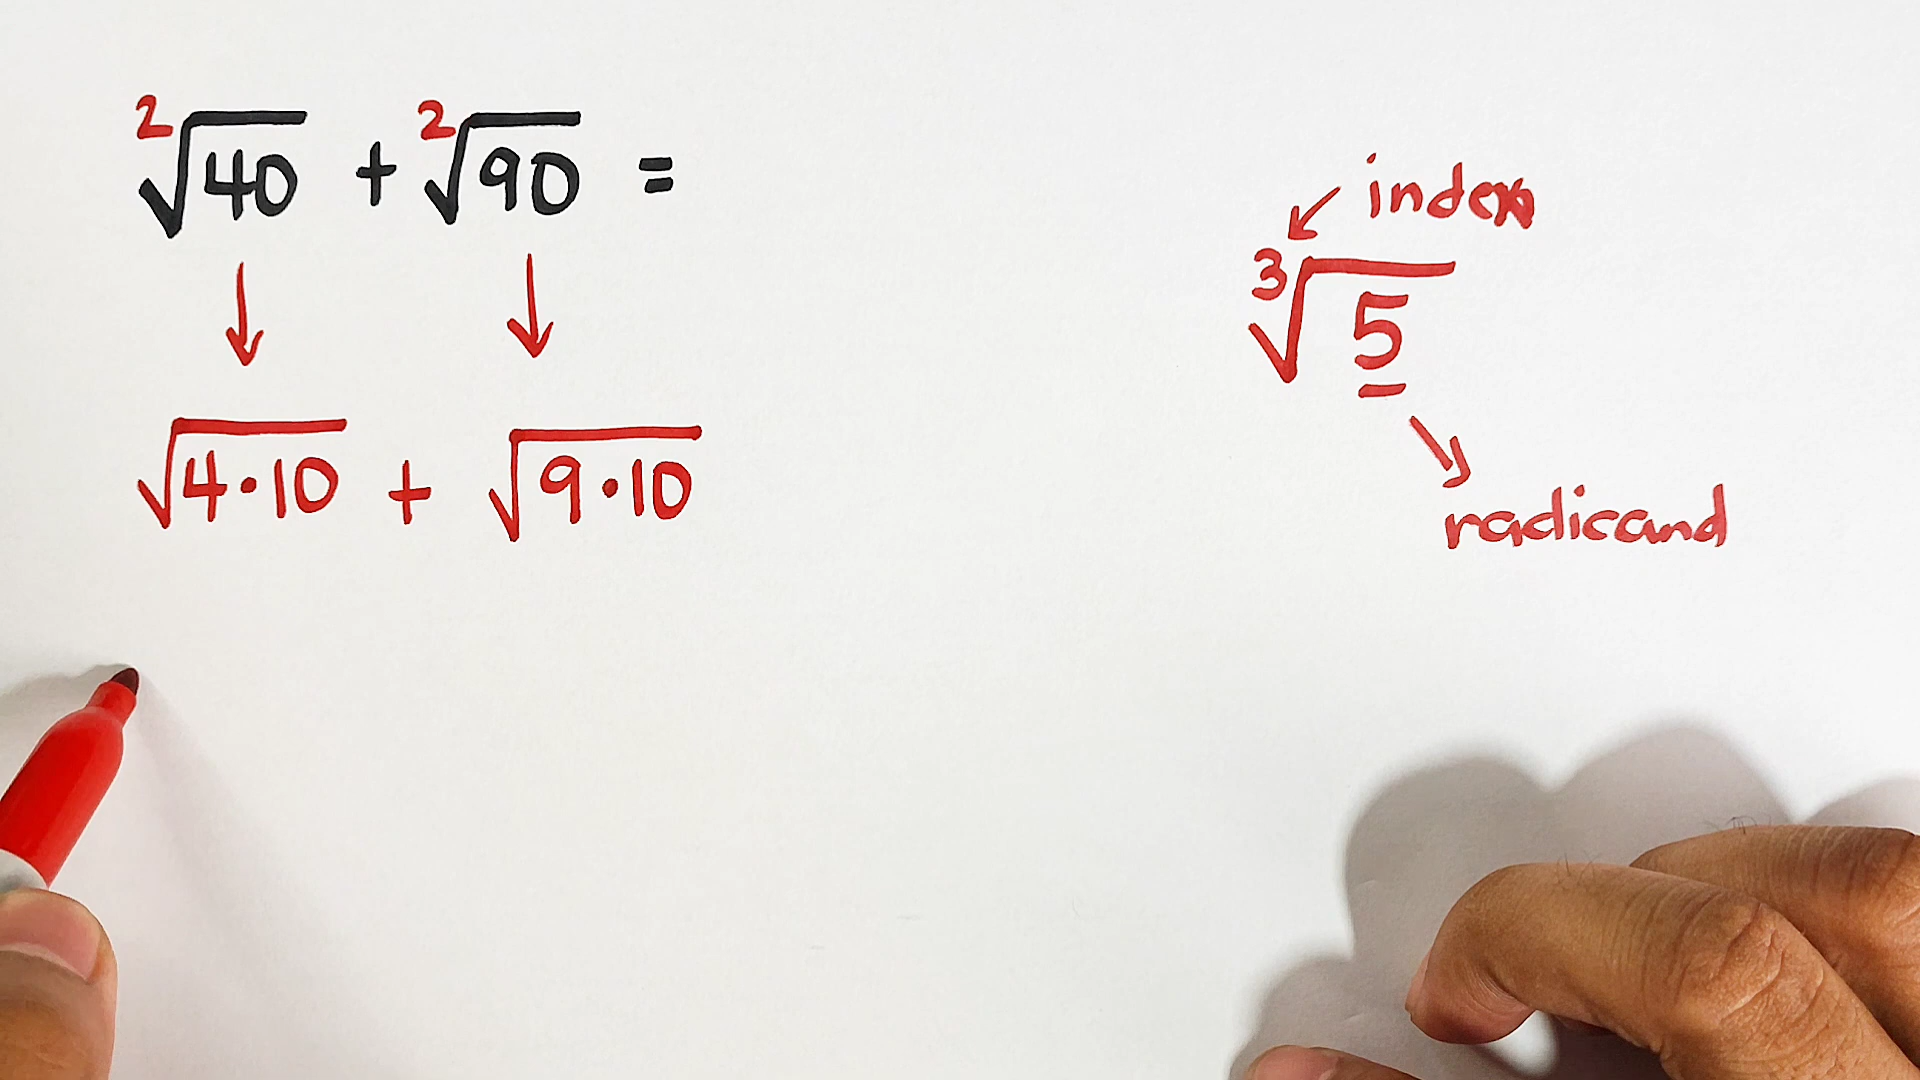 ²√40 + ²√90 =
√4·10 + √9·10
index
³√5
radicand